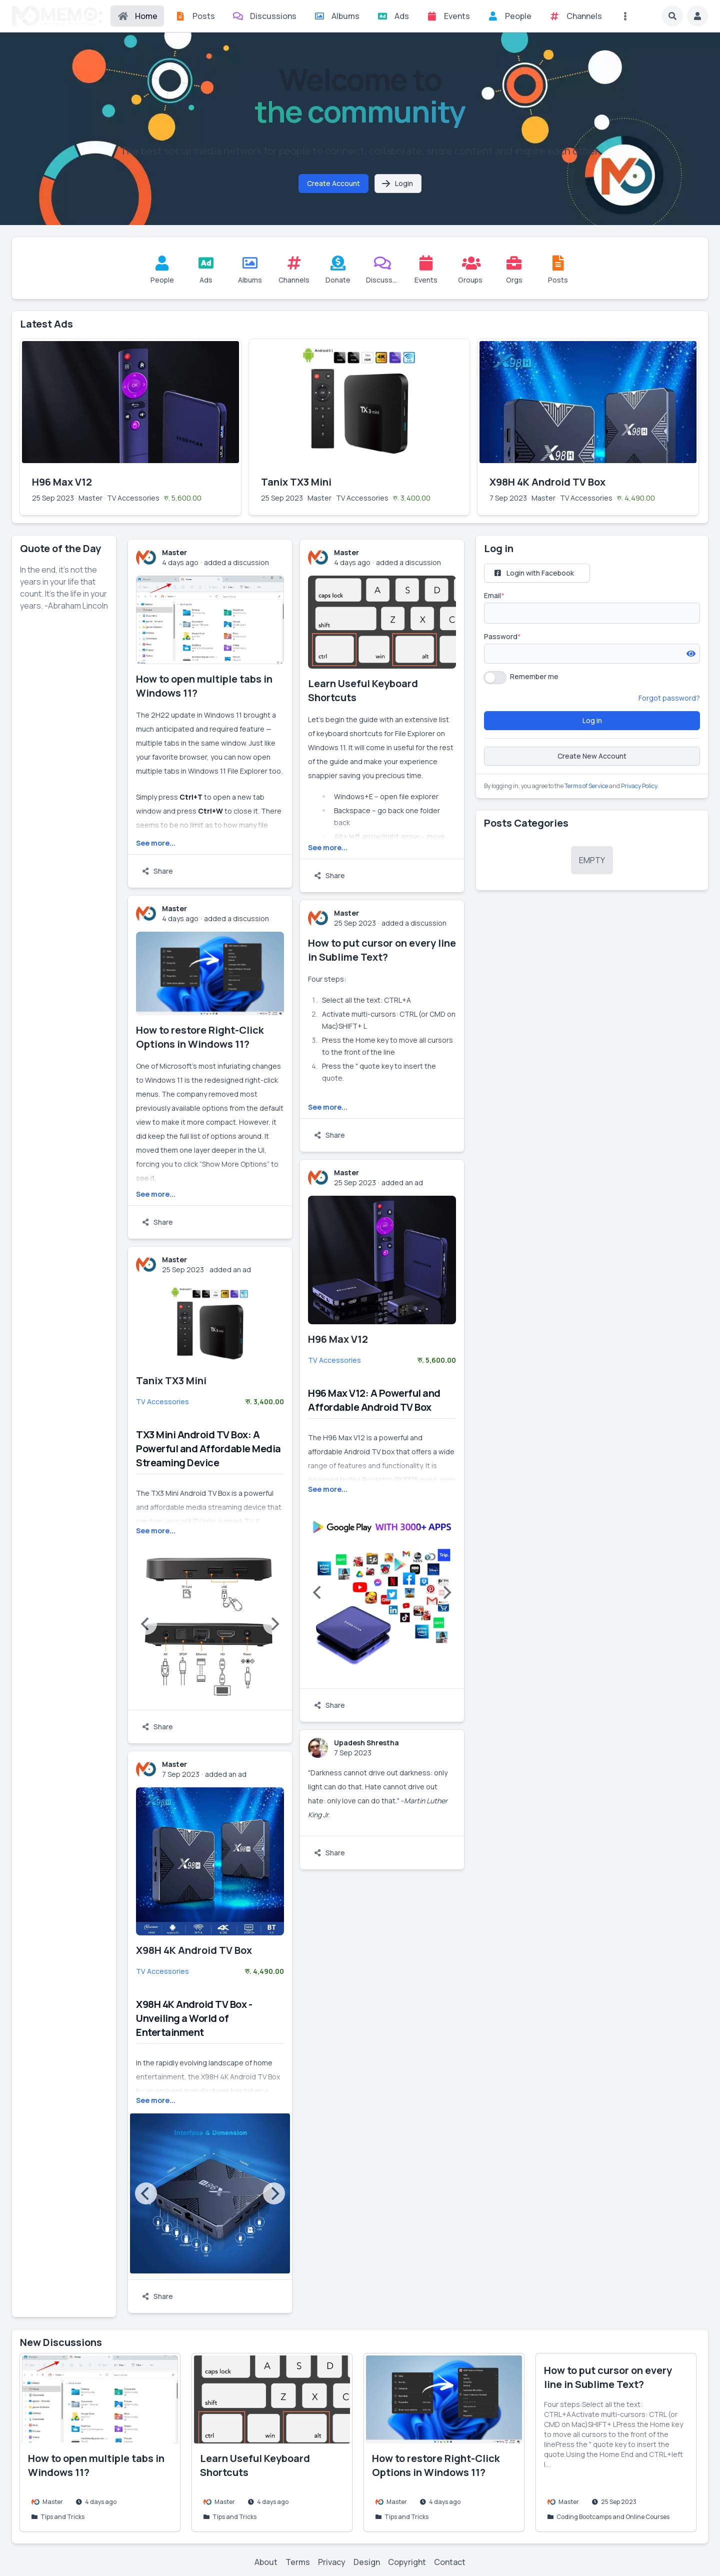 MOMEMO
Home Posts Discussions Albums Ads Events People Channels
Welcome to
the community
Create Account Login
People Ads Albums Channels Donate Discuss... Events Groups Orgs Posts
Latest Ads
H96 Max V12
25 Sep 2023 Master TV Accessories · रु. 5,600.00
Tanix TX3 Mini
25 Sep 2023 Master TV Accessories · रु. 3,400.00
X98H 4K Android TV Box
7 Sep 2023 Master TV Accessories · रु. 4,490.00
Quote of the Day
In the end, it's not the
years in your life that
count. It's the life in your
years. -Abraham Lincoln
Master
4 days ago · added a discussion
How to open multiple tabs in
Windows 11?
The 22H2 update in Windows 11 brought a
much anticipated and required feature —
multiple tabs in the same window. Just like
your favorite browser, you can now open
multiple tabs in Windows 11 File Explorer too.
Simply press Ctrl+T to open a new tab
window and press Ctrl+W to close it. There
seems to be no limit as to how many file
See more...
Share
Master
4 days ago · added a discussion
How to restore Right-Click
Options in Windows 11?
One of Microsoft's most infuriating changes
to Windows 11 is the redesigned right-click
menus. The company removed most
previously available options from the default
view to make it more compact. However, it
did keep the full list of options around. It
moved them one layer deeper in the UI,
forcing you to click "Show More Options" to
see it.
See more...
Share
Master
25 Sep 2023 · added an ad
Tanix TX3 Mini
TV Accessories रु. 3,400.00
TX3 Mini Android TV Box: A
Powerful and Affordable Media
Streaming Device
The TX3 Mini Android TV Box is a powerful
and affordable media streaming device that
See more...
Share
Master
7 Sep 2023 · added an ad
X98H
X98H 4K Android TV Box
TV Accessories रु. 4,490.00
X98H 4K Android TV Box -
Unveiling a World of
Entertainment
In the rapidly evolving landscape of home
entertainment, the X98H 4K Android TV Box
See more...
Interface & Dimension
Share
Master
4 days ago · added a discussion
caps lock A S D
shift Z X C
ctrl win alt
Learn Useful Keyboard
Shortcuts
Let's begin the guide with an extensive list
of keyboard shortcuts for File Explorer on
Windows 11. It will come in useful for the rest
of the guide and make your experience
snappier saving you precious time.
Windows+E – open file explorer
Backspace – go back one folder
back
Alt+ left arrow/right arrow – move
See more...
Share
Master
25 Sep 2023 · added a discussion
How to put cursor on every line
in Sublime Text?
Four steps:
1. Select all the text: CTRL+A
2. Activate multi-cursors: CTRL (or CMD on
Mac)SHIFT+ L
3. Press the Home key to move all cursors
to the front of the line
4. Press the " quote key to insert the
quote.
See more...
Share
Master
25 Sep 2023 · added an ad
H96 Max V12
TV Accessories रु. 5,600.00
H96 Max V12: A Powerful and
Affordable Android TV Box
The H96 Max V12 is a powerful and
affordable Android TV box that offers a wide
range of features and functionality. It is
See more...
Google Play WITH 3000+ APPS
Share
Upadesh Shrestha
7 Sep 2023
"Darkness cannot drive out darkness: only
light can do that. Hate cannot drive out
hate: only love can do that." -Martin Luther
King Jr.
Share
Log in
Login with Facebook
Email*
Password*
Remember me
Forgot password?
Log in
Create New Account
By logging in, you agree to the Terms of Service and Privacy Policy
Posts Categories
EMPTY
New Discussions
How to open multiple tabs in
Windows 11?
Master 4 days ago
Tips and Tricks
caps lock A S D
shift Z X C
ctrl win alt
Learn Useful Keyboard
Shortcuts
Master 4 days ago
Tips and Tricks
How to restore Right-Click
Options in Windows 11?
Master 4 days ago
Tips and Tricks
How to put cursor on every
line in Sublime Text?
Four steps:Select all the text:
CTRL+AActivate multi-cursors: CTRL (or
CMD on Mac)SHIFT+ LPress the Home key
to move all cursors to the front of the
linePress the " quote key to insert the
quote Using the Home End and CTRL+left
l...
Master 25 Sep 2023
Coding Bootcamps and Online Courses
About Terms Privacy Design Copyright Contact